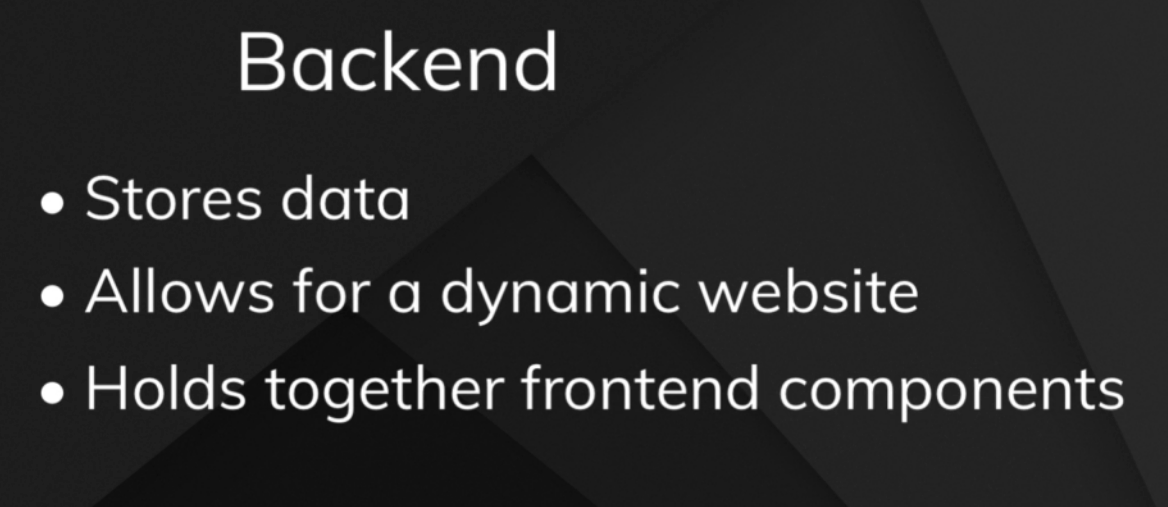 Backend
• Stores data
• Allows for a dynamic website
• Holds together frontend components